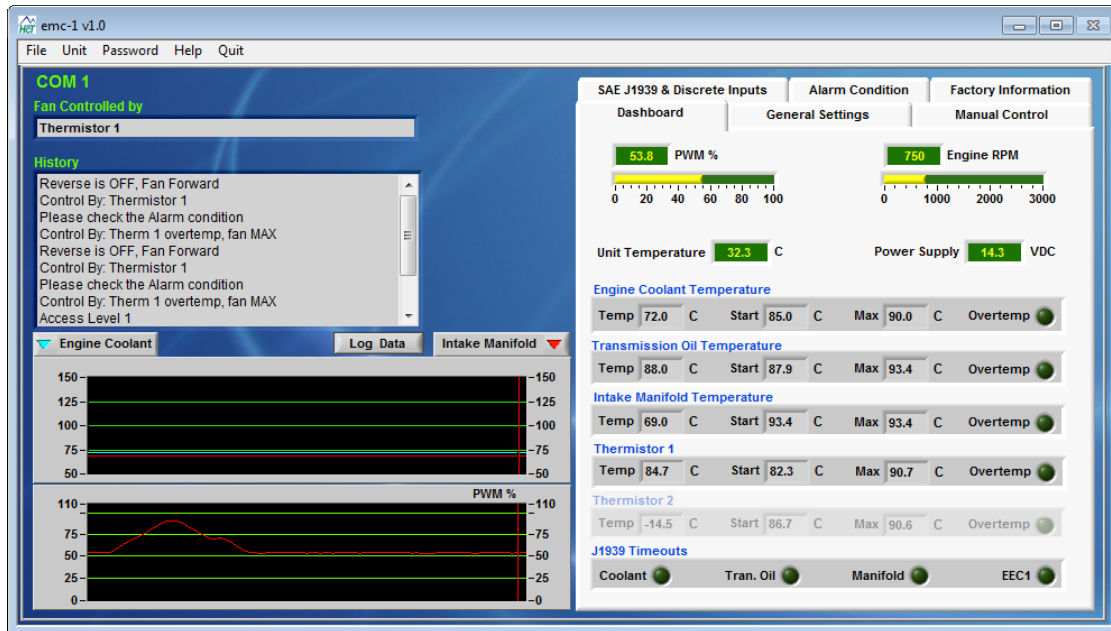 HCT emc-1 v1.0
File Unit Password Help Quit
COM 1
Fan Controlled by
Thermistor 1
History
Reverse is OFF, Fan Forward
Control By: Thermistor 1
Please check the Alarm condition
Control By: Therm 1 overtemp, fan MAX
Reverse is OFF, Fan Forward
Control By: Thermistor 1
Please check the Alarm condition
Control By: Therm 1 overtemp, fan MAX
Access Level 1
Engine Coolant Log Data Intake Manifold
150 150
125 125
100 100
75 75
50 50
PWM %
110 110
75 75
50 50
25 25
0 0
SAE J1939 & Discrete Inputs Alarm Condition Factory Information
Dashboard General Settings Manual Control
53.8 PWM % 750 Engine RPM
0 20 40 60 80 100 0 1000 2000 3000
Unit Temperature 32.3 C Power Supply 14.3 VDC
Engine Coolant Temperature
Temp 72.0 C Start 85.0 C Max 90.0 C Overtemp
Transmission Oil Temperature
Temp 88.0 C Start 87.9 C Max 93.4 C Overtemp
Intake Manifold Temperature
Temp 69.0 C Start 93.4 C Max 93.4 C Overtemp
Thermistor 1
Temp 84.7 C Start 82.3 C Max 90.7 C Overtemp
Thermistor 2
Temp -14.5 C Start 86.7 C Max 90.6 C Overtemp
J1939 Timeouts
Coolant Tran. Oil Manifold EEC1